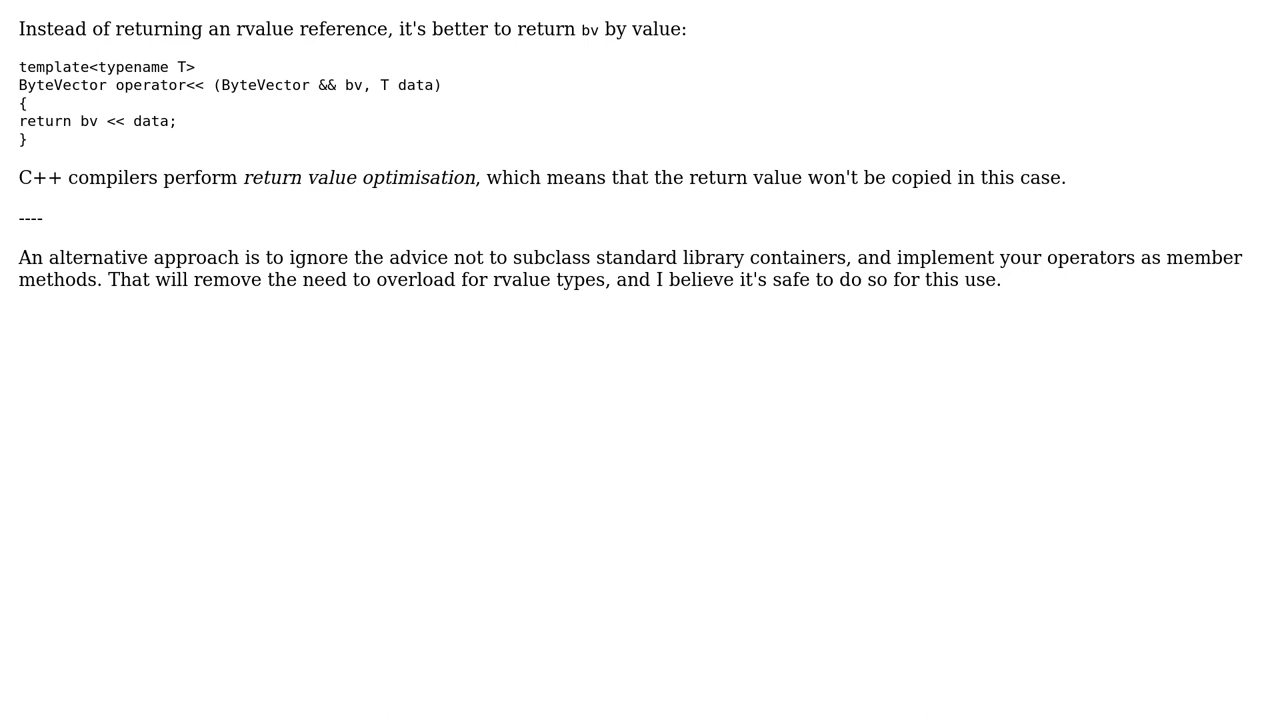 Instead of returning an rvalue reference, it's better to return bv by value:
template<typename T>
ByteVector operator<< (ByteVector && bv, T data)
{
return bv << data;
}
C++ compilers perform return value optimisation, which means that the return value won't be copied in this case.
----
An alternative approach is to ignore the advice not to subclass standard library containers, and implement your operators as member
methods. That will remove the need to overload for rvalue types, and I believe it's safe to do so for this use.